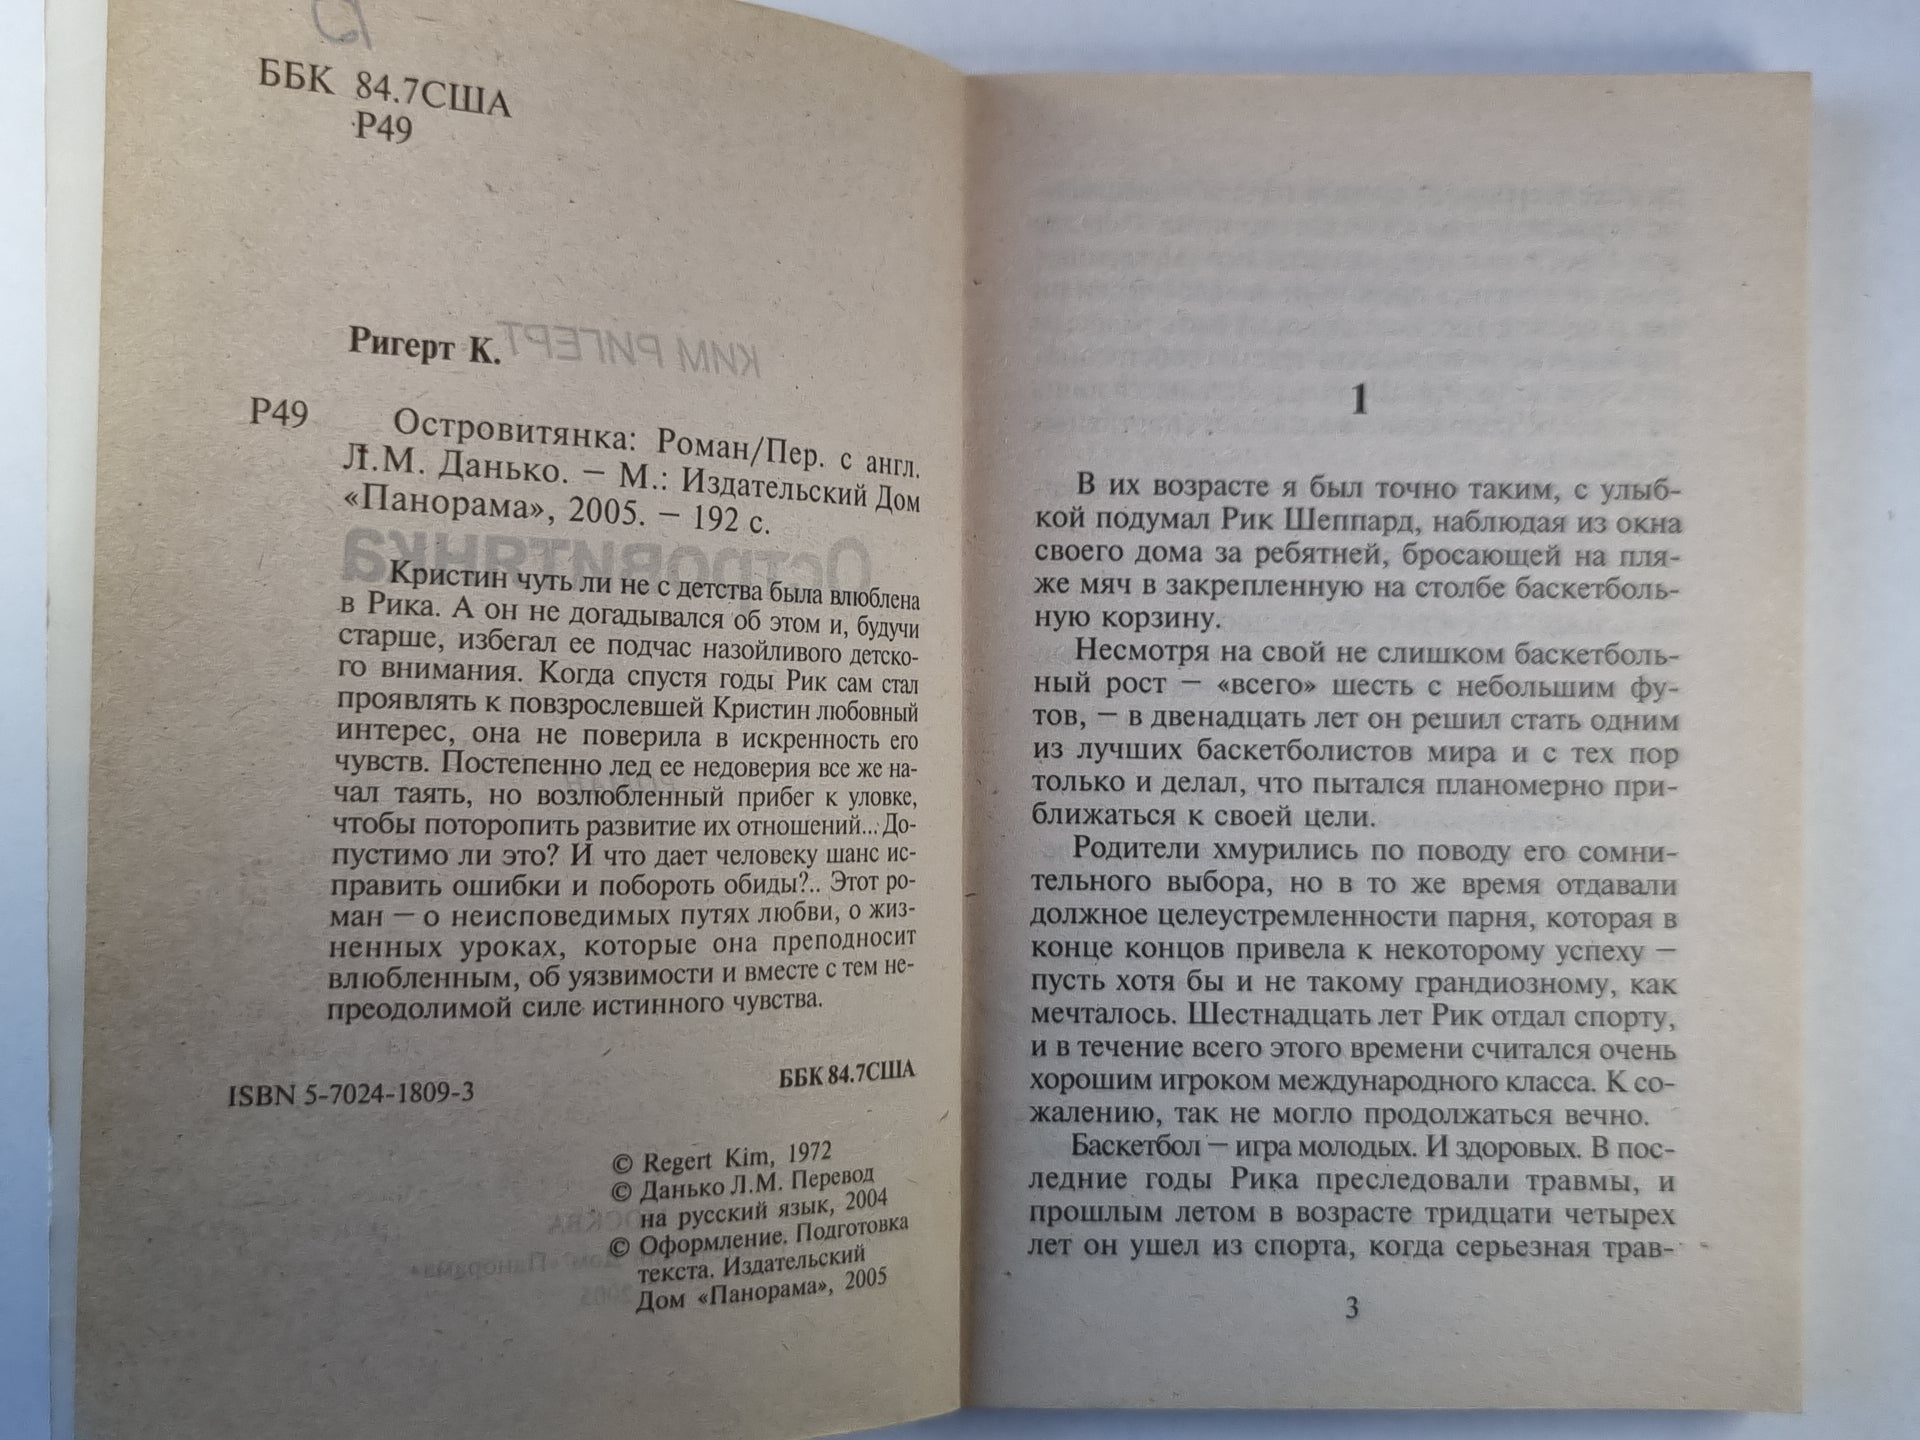 ББК 84.7США
Р49
Ригерт К.
Р49 Островитянка: Роман/Пер. с англ.
Л.М. Данько. – М.: Издательский Дом
«Панорама», 2005. – 192 с.
Кристин чуть ли не с детства была влюблена
в Рика. А он не догадывался об этом и, будучи
старше, избегал ее подчас назойливого детско-
го внимания. Когда спустя годы Рик сам стал
проявлять к повзрослевшей Кристин любовный
интерес, она не поверила в искренность его
чувств. Постепенно лед ее недоверия все же на-
чал таять, но возлюбленный прибег к уловке,
чтобы поторопить развитие их отношений... До-
пустимо ли это? И что дает человеку шанс ис-
править ошибки и побороть обиды?.. Этот ро-
ман — о неисповедимых путях любви, о жиз-
ненных уроках, которые она преподносит
влюбленным, об уязвимости и вместе с тем не-
преодолимой силе истинного чувства.
ББК 84.7США
ISBN 5-7024-1809-3
© Regert Kim, 1972
© Данько Л.М. Перевод
на русский язык, 2004
© Оформление. Подготовка
текста. Издательский
Дом «Панорама», 2005
1
В их возрасте я был точно таким, с улыб-
кой подумал Рик Шеппард, наблюдая из окна
своего дома за ребятней, бросающей на пля-
же мяч в закрепленную на столбе баскетболь-
ную корзину.
Несмотря на свой не слишком баскетболь-
ный рост — «всего» шесть с небольшим фу-
тов, — в двенадцать лет он решил стать одним
из лучших баскетболистов мира и с тех пор
только и делал, что пытался планомерно при-
ближаться к своей цели.
Родители хмурились по поводу его сомни-
тельного выбора, но в то же время отдавали
должное целеустремленности парня, которая в
конце концов привела к некоторому успеху —
пусть хотя бы и не такому грандиозному, как
мечталось. Шестнадцать лет Рик отдал спорту,
и в течение всего этого времени считался очень
хорошим игроком международного класса. К со-
жалению, так не могло продолжаться вечно.
Баскетбол — игра молодых. И здоровых. В пос-
ледние годы Рика преследовали травмы, и
прошлым летом в возрасте тридцати четырех
лет он ушел из спорта, когда серьезная трав-
3